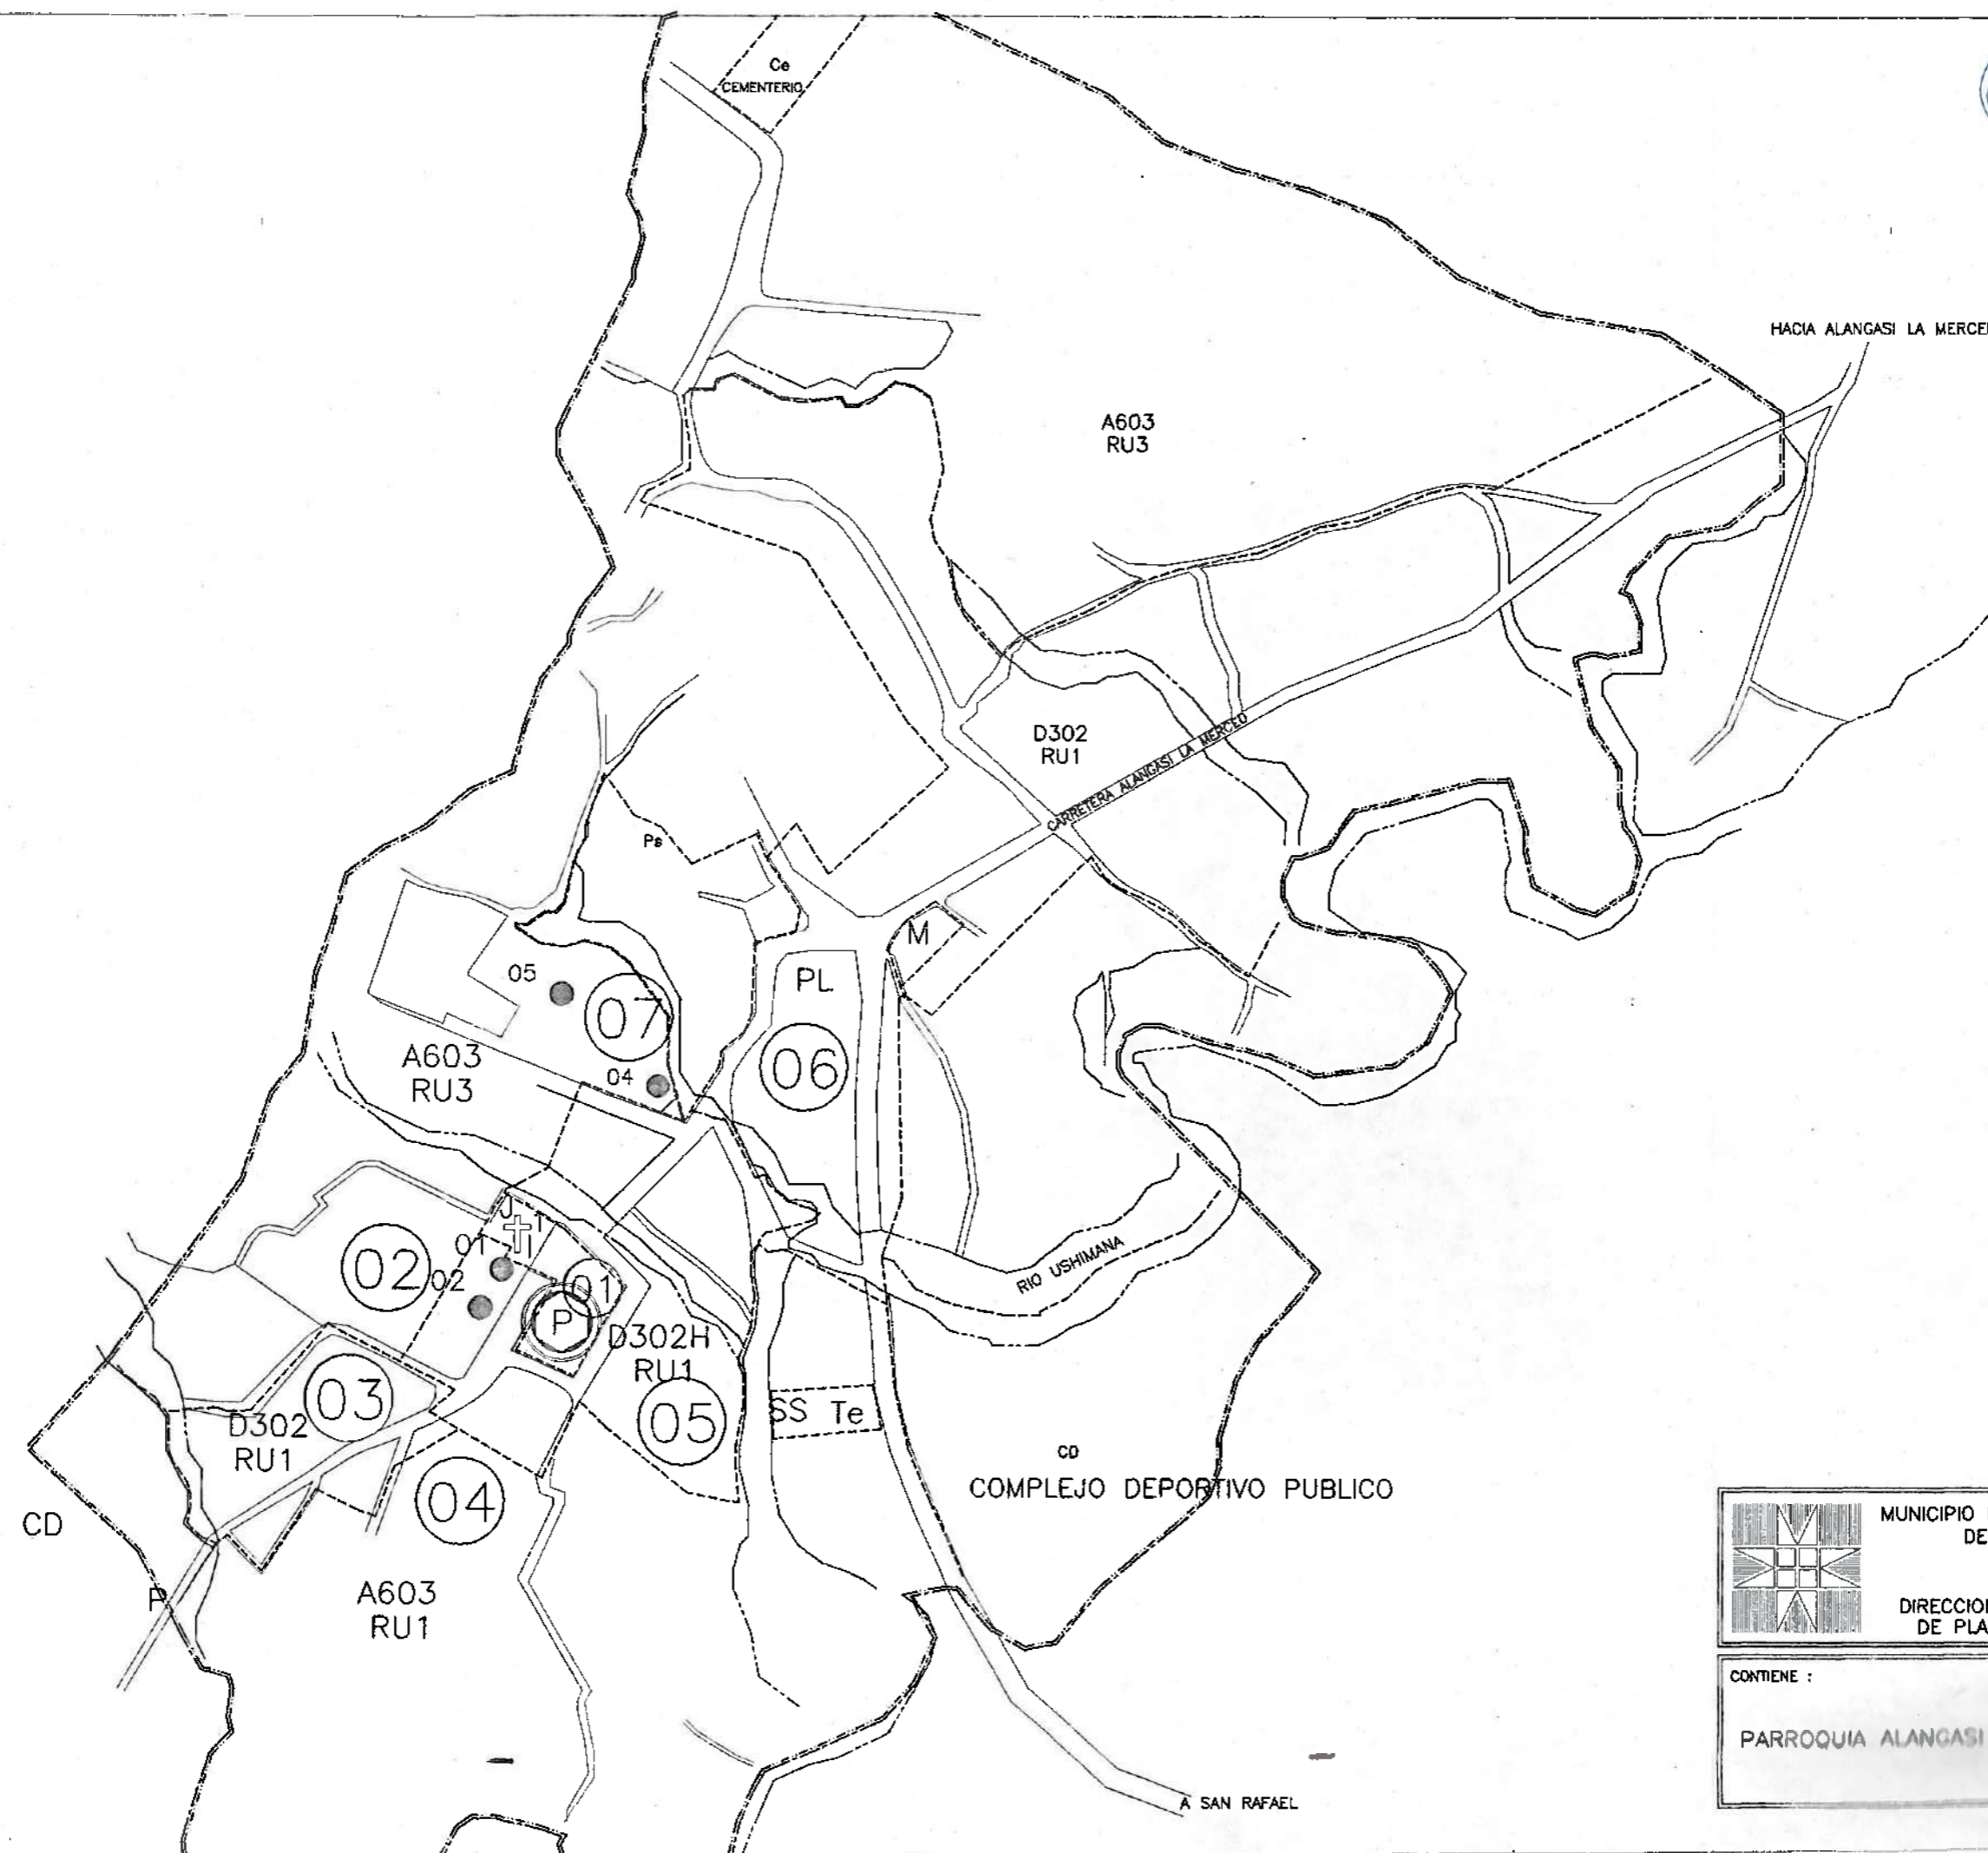 Ce
CEMENTERIO
HACIA ALANGASI LA MERCE
A603
RU3
D302
RU1
CARRETERA ALANGASI LA MERCED
Ps
M
PL
05
07
06
A603
RU3
04
RIO USHIMANA
J
1
01
I
02
02
01
P
D302H
RU1
03
05
SS Te
D302
RU1
CD
COMPLEJO DEPORTIVO PUBLICO
04
CD
P
A603
RU1
A SAN RAFAEL
MUNICIPIO
DE
DIRECCION
DE PLA
CONTIENE :
PARROQUIA ALANGASI